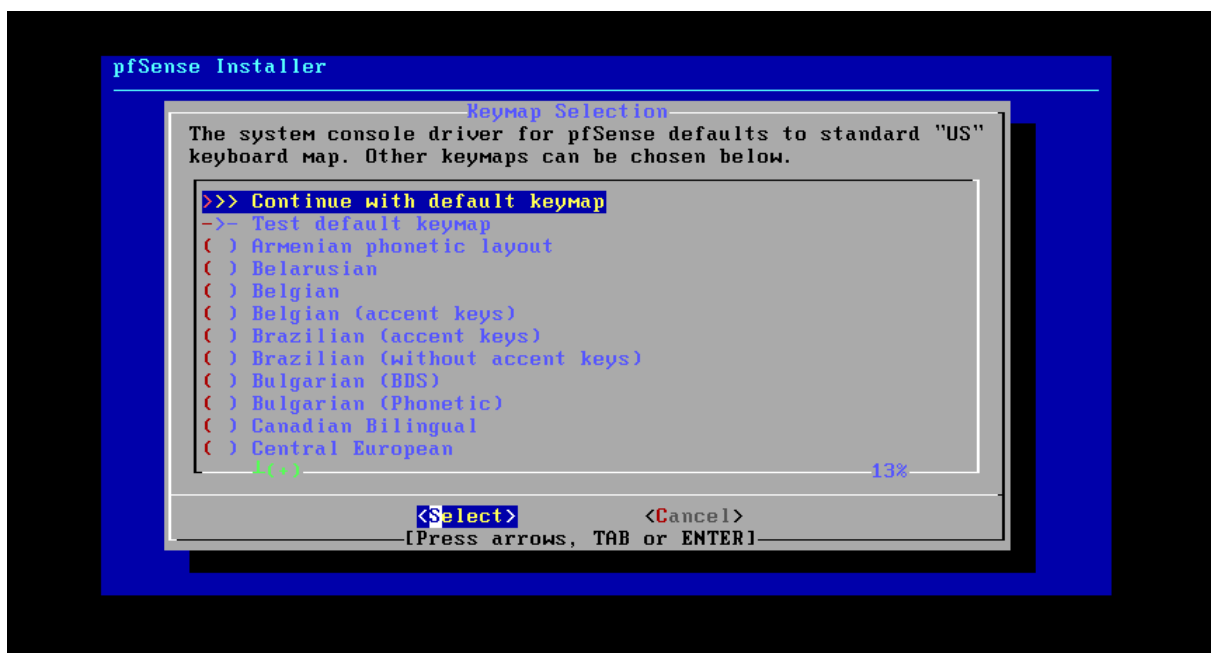 pfSense Installer
Keymap Selection
The system console driver for pfSense defaults to standard "US"
keyboard map. Other keymaps can be chosen below.
>>> Continue with default keymap
->- Test default keymap
( ) Armenian phonetic layout
( ) Belarusian
( ) Belgian
( ) Belgian (accent keys)
( ) Brazilian (accent keys)
( ) Brazilian (without accent keys)
( ) Bulgarian (BDS)
( ) Bulgarian (Phonetic)
( ) Canadian Bilingual
( ) Central European
┴(+) 13%
<Select> <Cancel>
[Press arrows, TAB or ENTER]